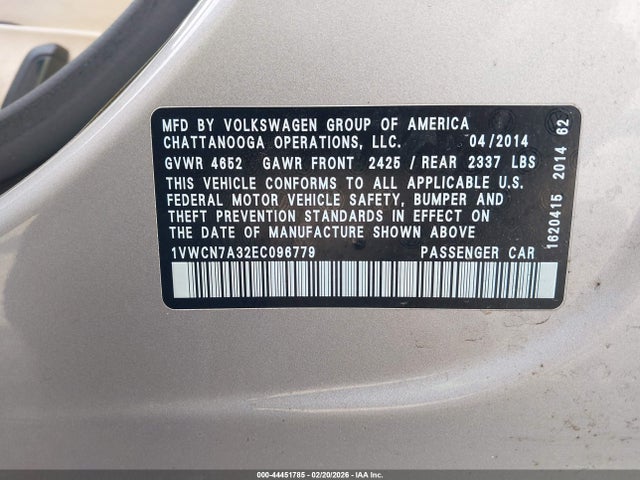 MFD BY VOLKSWAGEN GROUP OF AMERICA
CHATTANOOGA OPERATIONS, LLC. 04/2014
GVWR 4652 GAWR FRONT 2425 / REAR 2337 LBS
THIS VEHICLE CONFORMS TO ALL APPLICABLE U.S.
FEDERAL MOTOR VEHICLE SAFETY, BUMPER AND
THEFT PREVENTION STANDARDS IN EFFECT ON
THE DATE OF MANUFACTURE SHOWN ABOVE
1VWCN7A32EC096779 PASSENGER CAR
1620415 2014 62
000-44451785 | 02/20/2026 - IAA Inc.